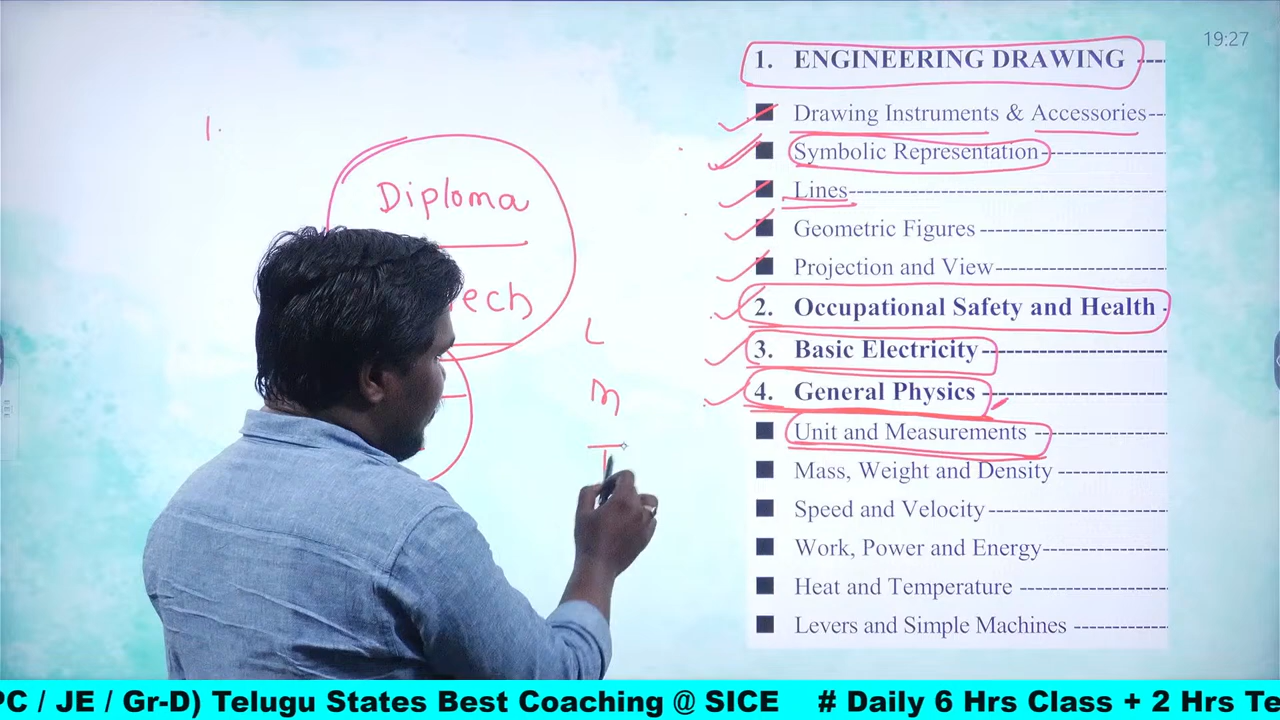 19:27
1. ENGINEERING DRAWING
Drawing Instruments & Accessories
Symbolic Representation
Lines
Geometric Figures
Projection and View
2. Occupational Safety and Health
3. Basic Electricity
4. General Physics
Unit and Measurements
Mass, Weight and Density
Speed and Velocity
Work, Power and Energy
Heat and Temperature
Levers and Simple Machines
1.
Diploma
ech
L
M
T
PC / JE / Gr-D) Telugu States Best Coaching @ SICE # Daily 6 Hrs Class + 2 Hrs Te